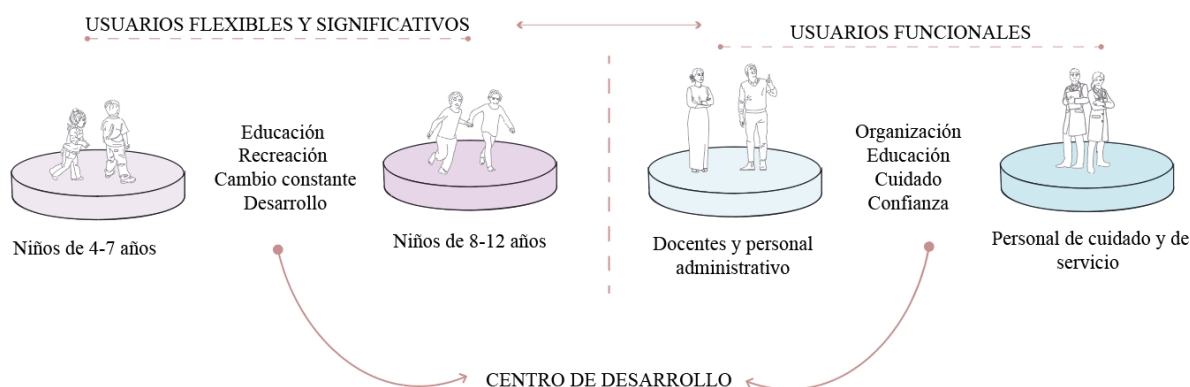 USUARIOS FLEXIBLES Y SIGNIFICATIVOS
USUARIOS FUNCIONALES
Educación
Recreación
Cambio constante
Desarrollo
Organización
Educación
Cuidado
Confianza
Niños de 4-7 años
Niños de 8-12 años
Docentes y personal
administrativo
Personal de cuidado y de
servicio
CENTRO DE DESARROLLO